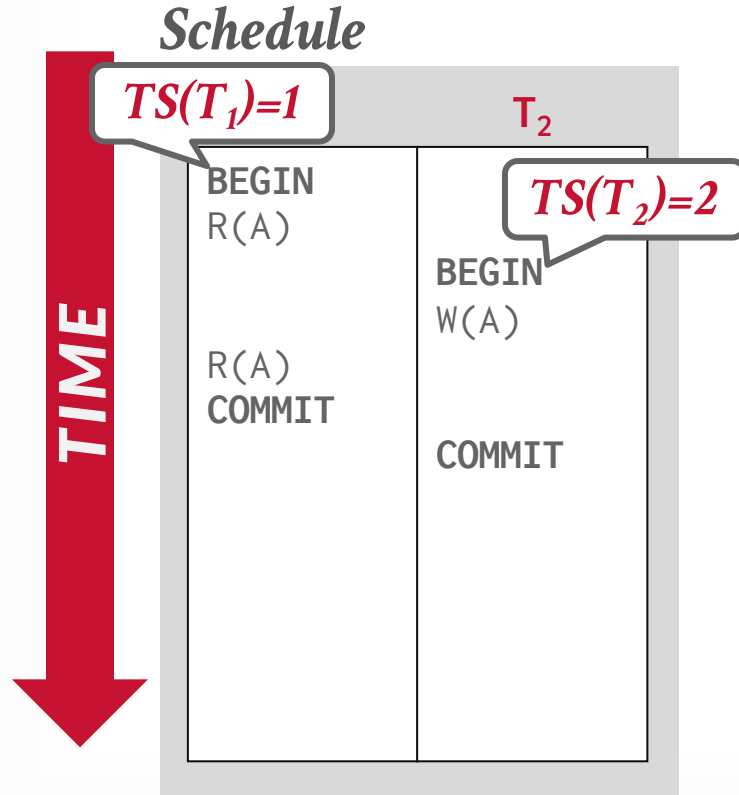 Schedule
TS(T₁)=1
T₂
BEGIN
TS(T₂)=2
R(A)
BEGIN
W(A)
R(A)
COMMIT
COMMIT
TIME